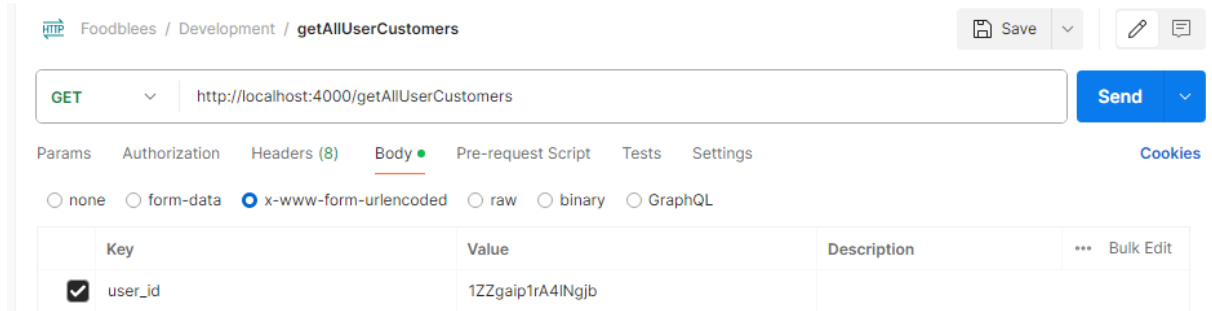 HTTP Foodblees / Development / getAllUserCustomers Save
GET http://localhost:4000/getAllUserCustomers Send
Params Authorization Headers (8) Body Pre-request Script Tests Settings Cookies
none form-data x-www-form-urlencoded raw binary GraphQL
Key Value Description ••• Bulk Edit
user_id 1ZZgaip1rA4lNgjb